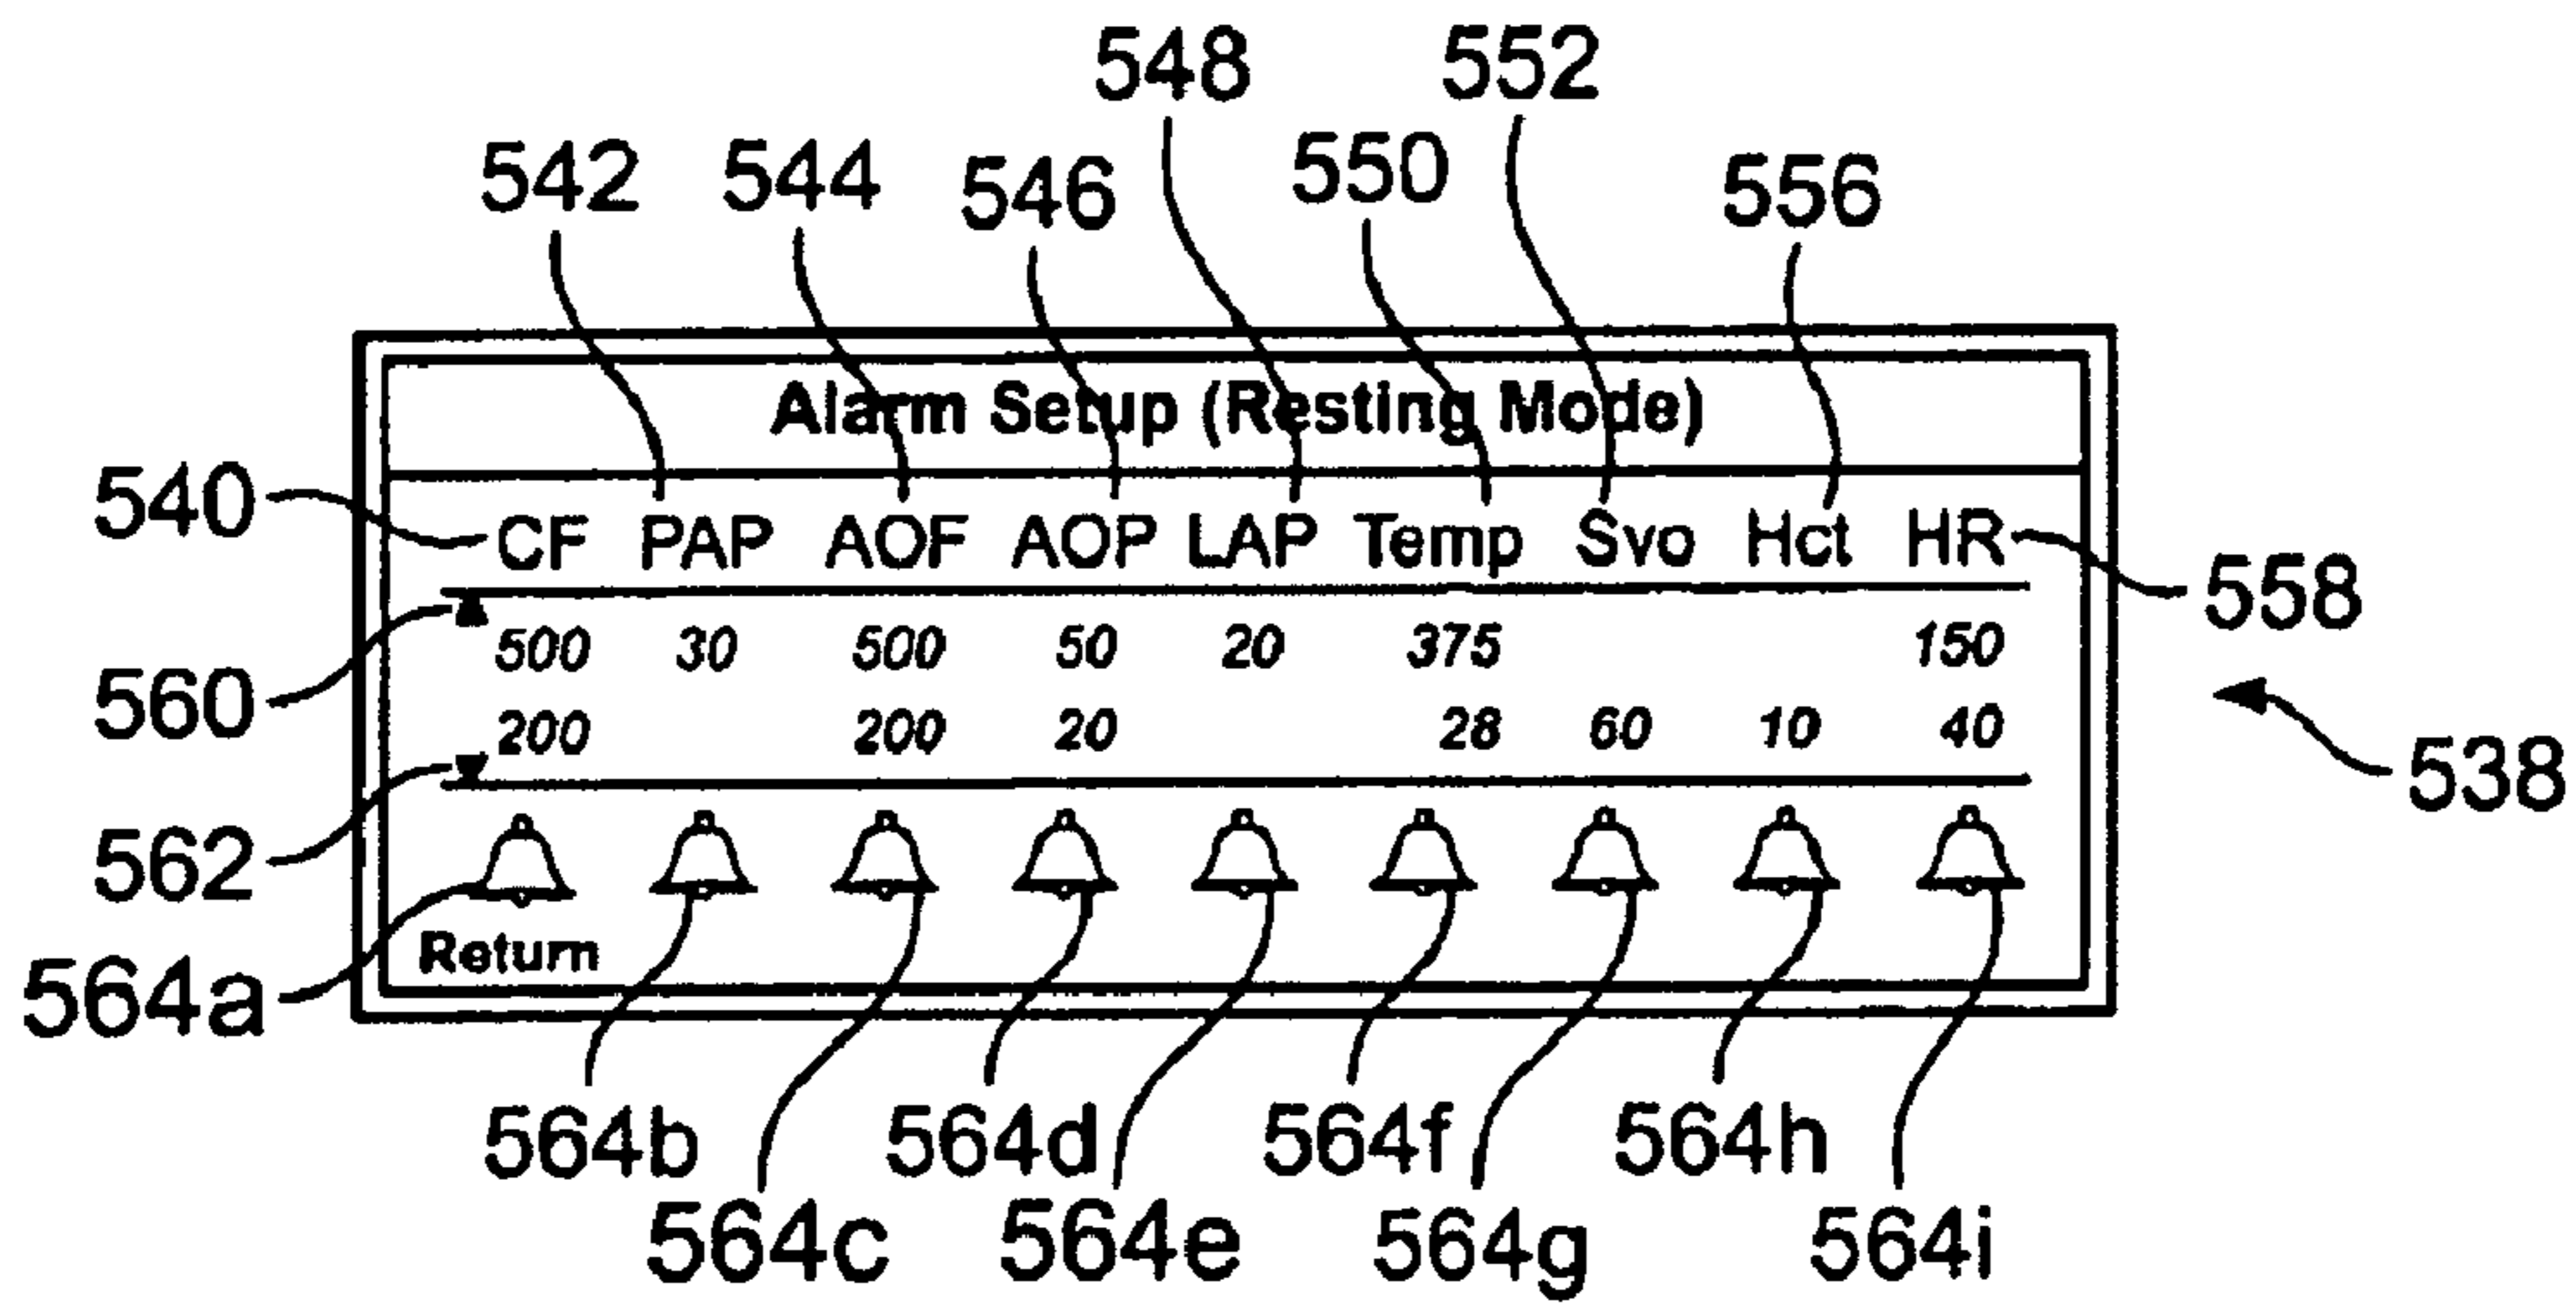 548 552
542 544 546 550 556
Alarm Setup (Resting Mode)
540 CF PAP AOF AOP LAP Temp Svo Hct HR 558
560 500 30 500 50 20 375 150
200 200 20 28 60 10 40 538
562
564a Return
564b 564d 564f 564h
564c 564e 564g 564i